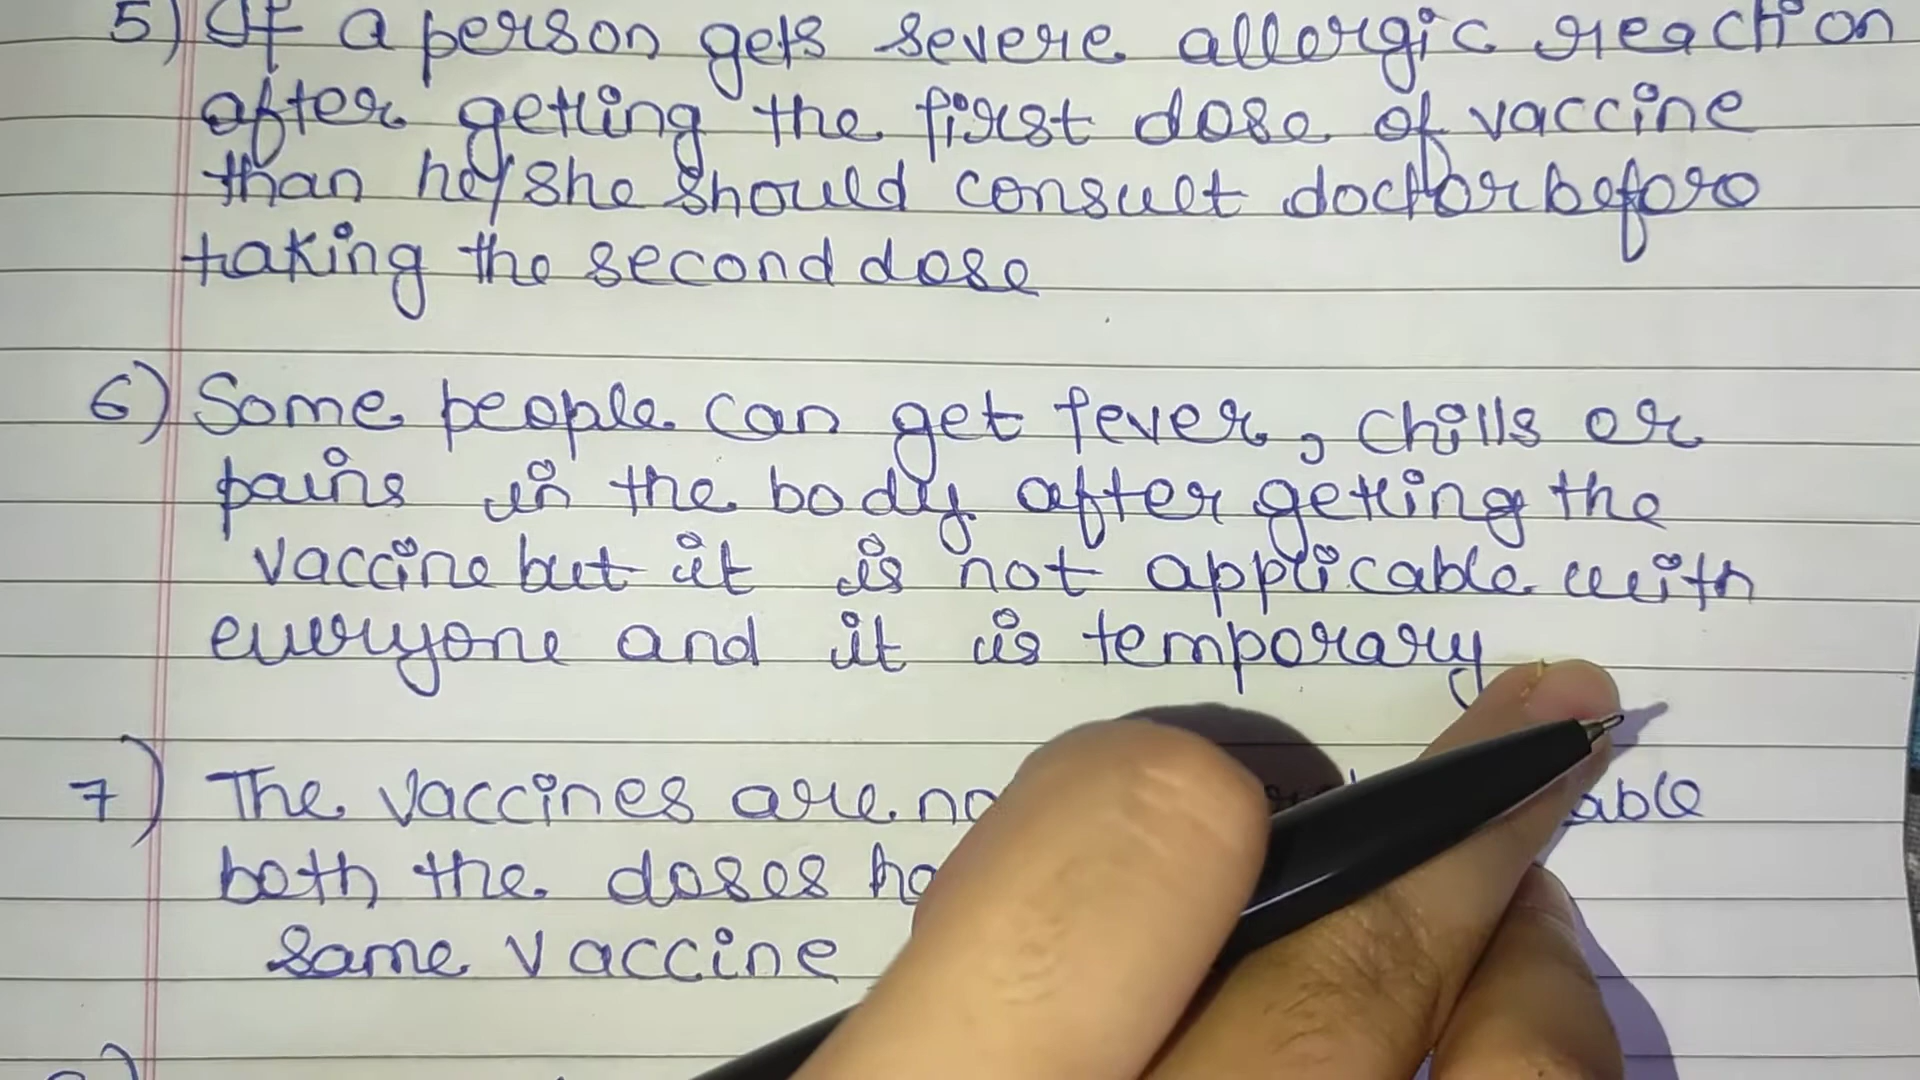 5) If a person gets severe allergic reaction
after getting the first dose of vaccine
than he/she should consult doctor before
taking the second dose
6) Some people can get fever, chills or
pains in the body after getting the
vaccine but it is not applicable with
everyone and it is temporary
7) The vaccines are
both the doses
same vaccine